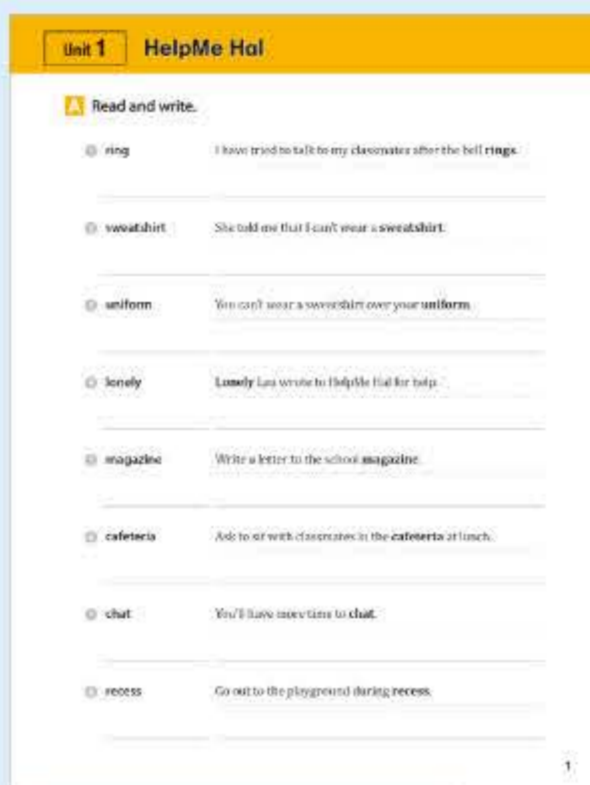 Unit 1 HelpMe Hal
A Read and write.
ring I have tried to talk to my classmates after the bell rings.
sweatshirt She told me that I can't wear a sweatshirt.
uniform You can't wear a sweatshirt over your uniform.
lonely Lonely Lou wrote to HelpMe Hal for help.
magazine Write a letter to the school magazine.
cafeteria Ask to sit with classmates in the cafeteria at lunch.
chat You'll have more time to chat.
recess Go out to the playground during recess.
1